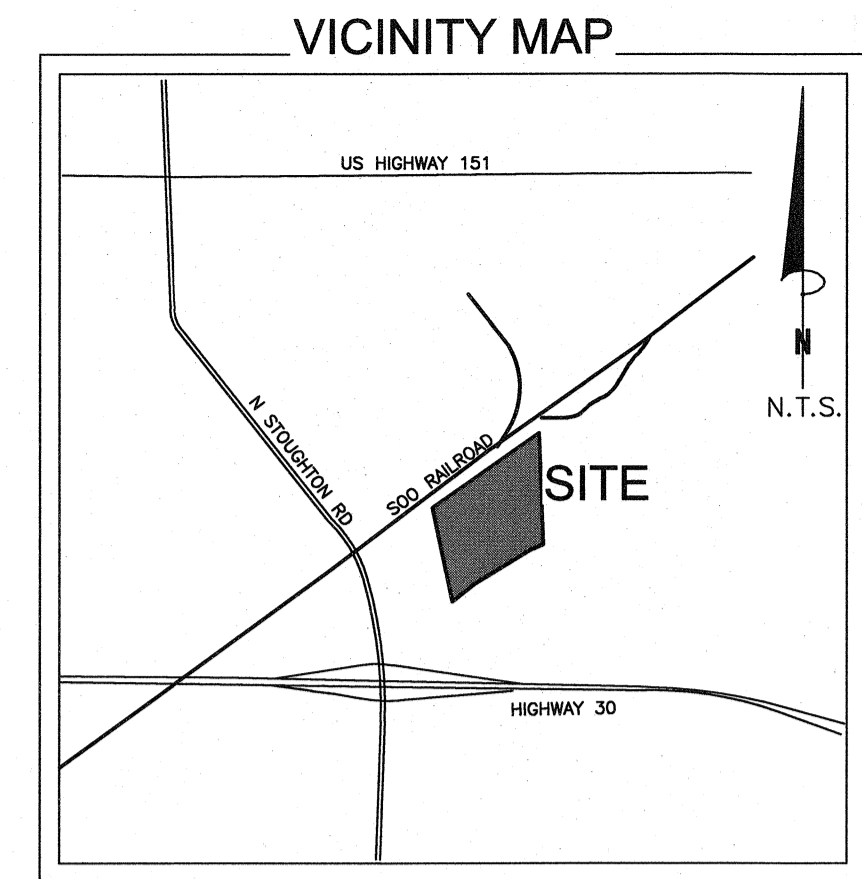 VICINITY MAP
US HIGHWAY 151
N
N.T.S.
N STOUGHTON RD
SOO RAILROAD
SITE
HIGHWAY 30